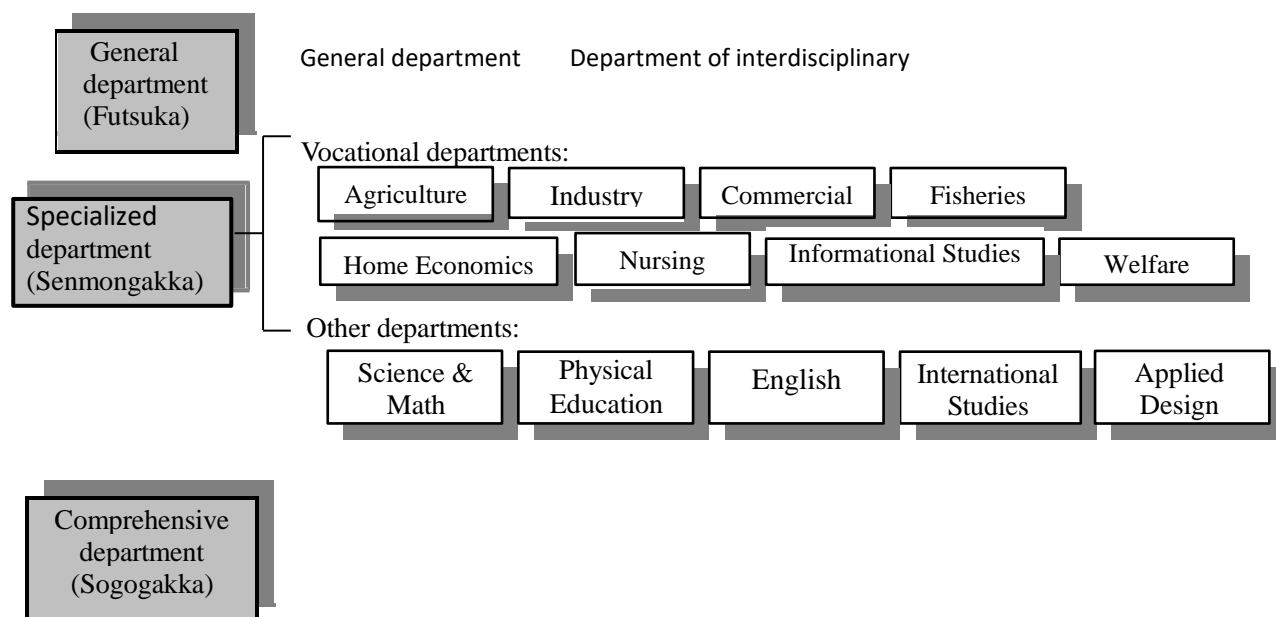 General
department
(Futsuka)
General department Department of interdisciplinary
Specialized
department
(Senmongakka)
Vocational departments:
Agriculture Industry Commercial Fisheries
Home Economics Nursing Informational Studies Welfare
Other departments:
Science &
Math
Physical
Education
English
International
Studies
Applied
Design
Comprehensive
department
(Sogogakka)